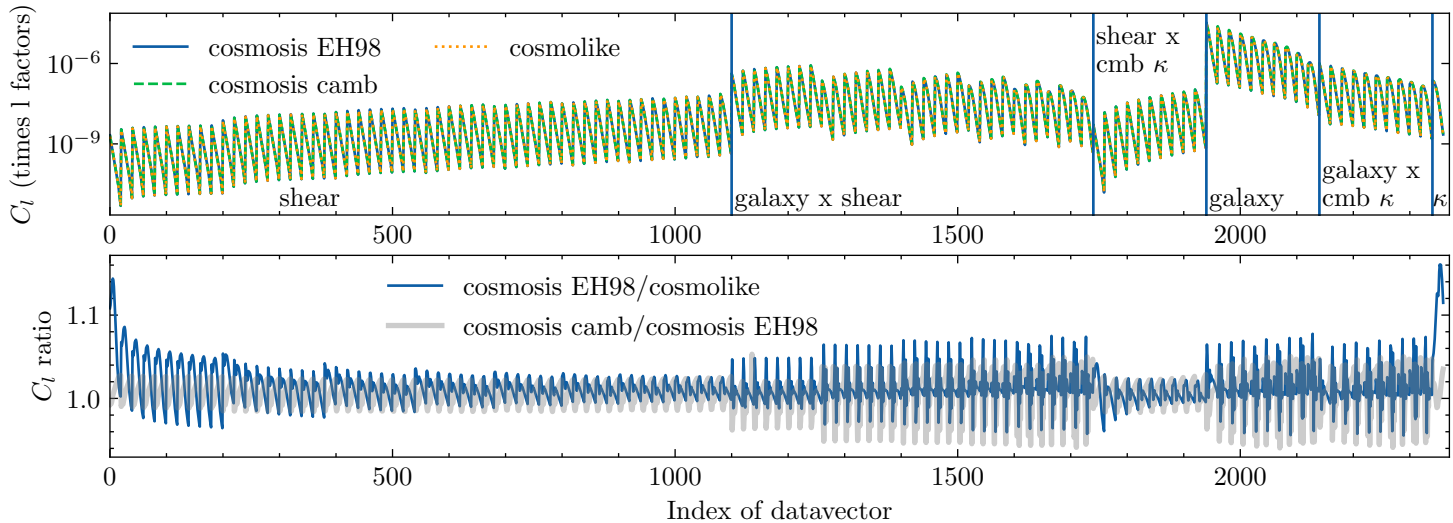 cosmosis EH98
cosmolike
cosmosis camb
shear x
cmb κ
shear
galaxy x shear
galaxy
galaxy x
cmb κ
κ
10⁻⁶
10⁻⁹
C_l (times l factors)
0
500
1000
1500
2000
cosmosis EH98/cosmolike
cosmosis camb/cosmosis EH98
1.1
1.0
C_l ratio
0
500
1000
1500
2000
Index of datavector